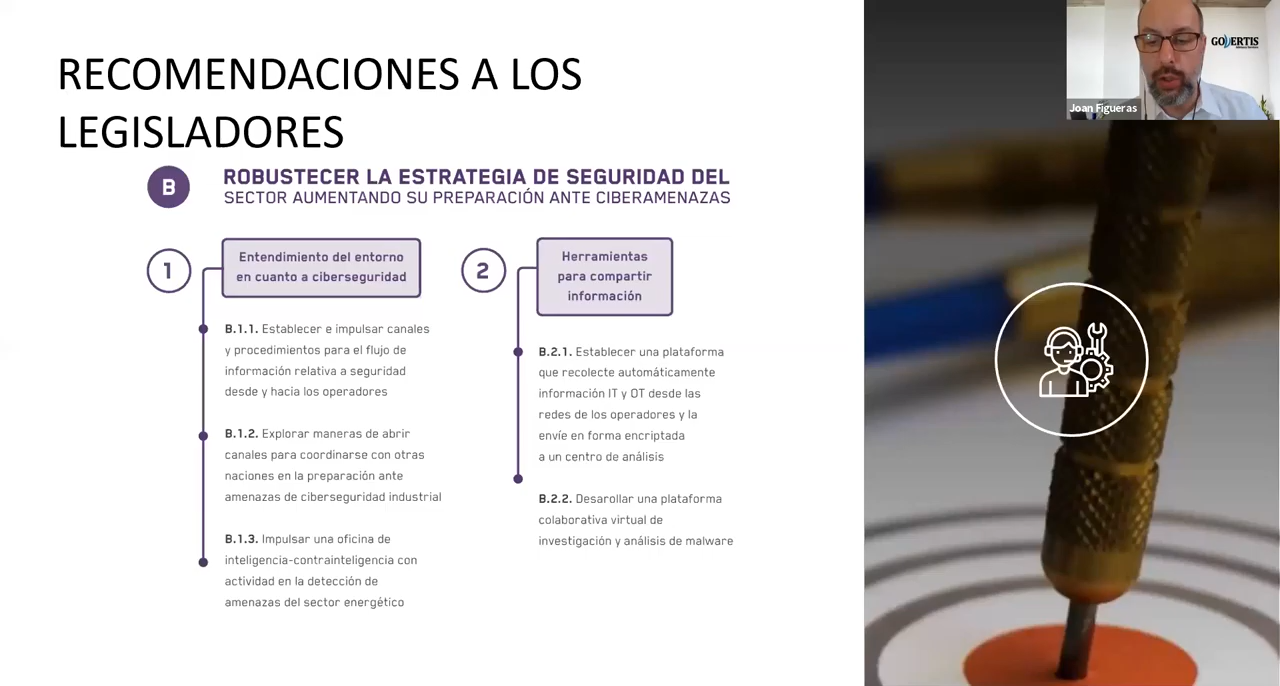 RECOMENDACIONES A LOS
LEGISLADORES
B
ROBUSTECER LA ESTRATEGIA DE SEGURIDAD DEL
SECTOR AUMENTANDO SU PREPARACIÓN ANTE CIBERAMENAZAS
1
Entendimiento del entorno
en cuanto a ciberseguridad
B.1.1. Establecer e impulsar canales
y procedimientos para el flujo de
información relativa a seguridad
desde y hacia los operadores
B.1.2. Explorar maneras de abrir
canales para coordinarse con otras
naciones en la preparación ante
amenazas de ciberseguridad industrial
B.1.3. Impulsar una oficina de
inteligencia-contrainteligencia con
actividad en la detección de
amenazas del sector energético
2
Herramientas
para compartir
información
B.2.1. Establecer una plataforma
que recolecte automáticamente
información IT y OT desde las
redes de los operadores y la
envíe en forma encriptada
a un centro de análisis
B.2.2. Desarollar una plataforma
colaborativa virtual de
investigación y análisis de malware
GOVERTIS
Joan Figueras